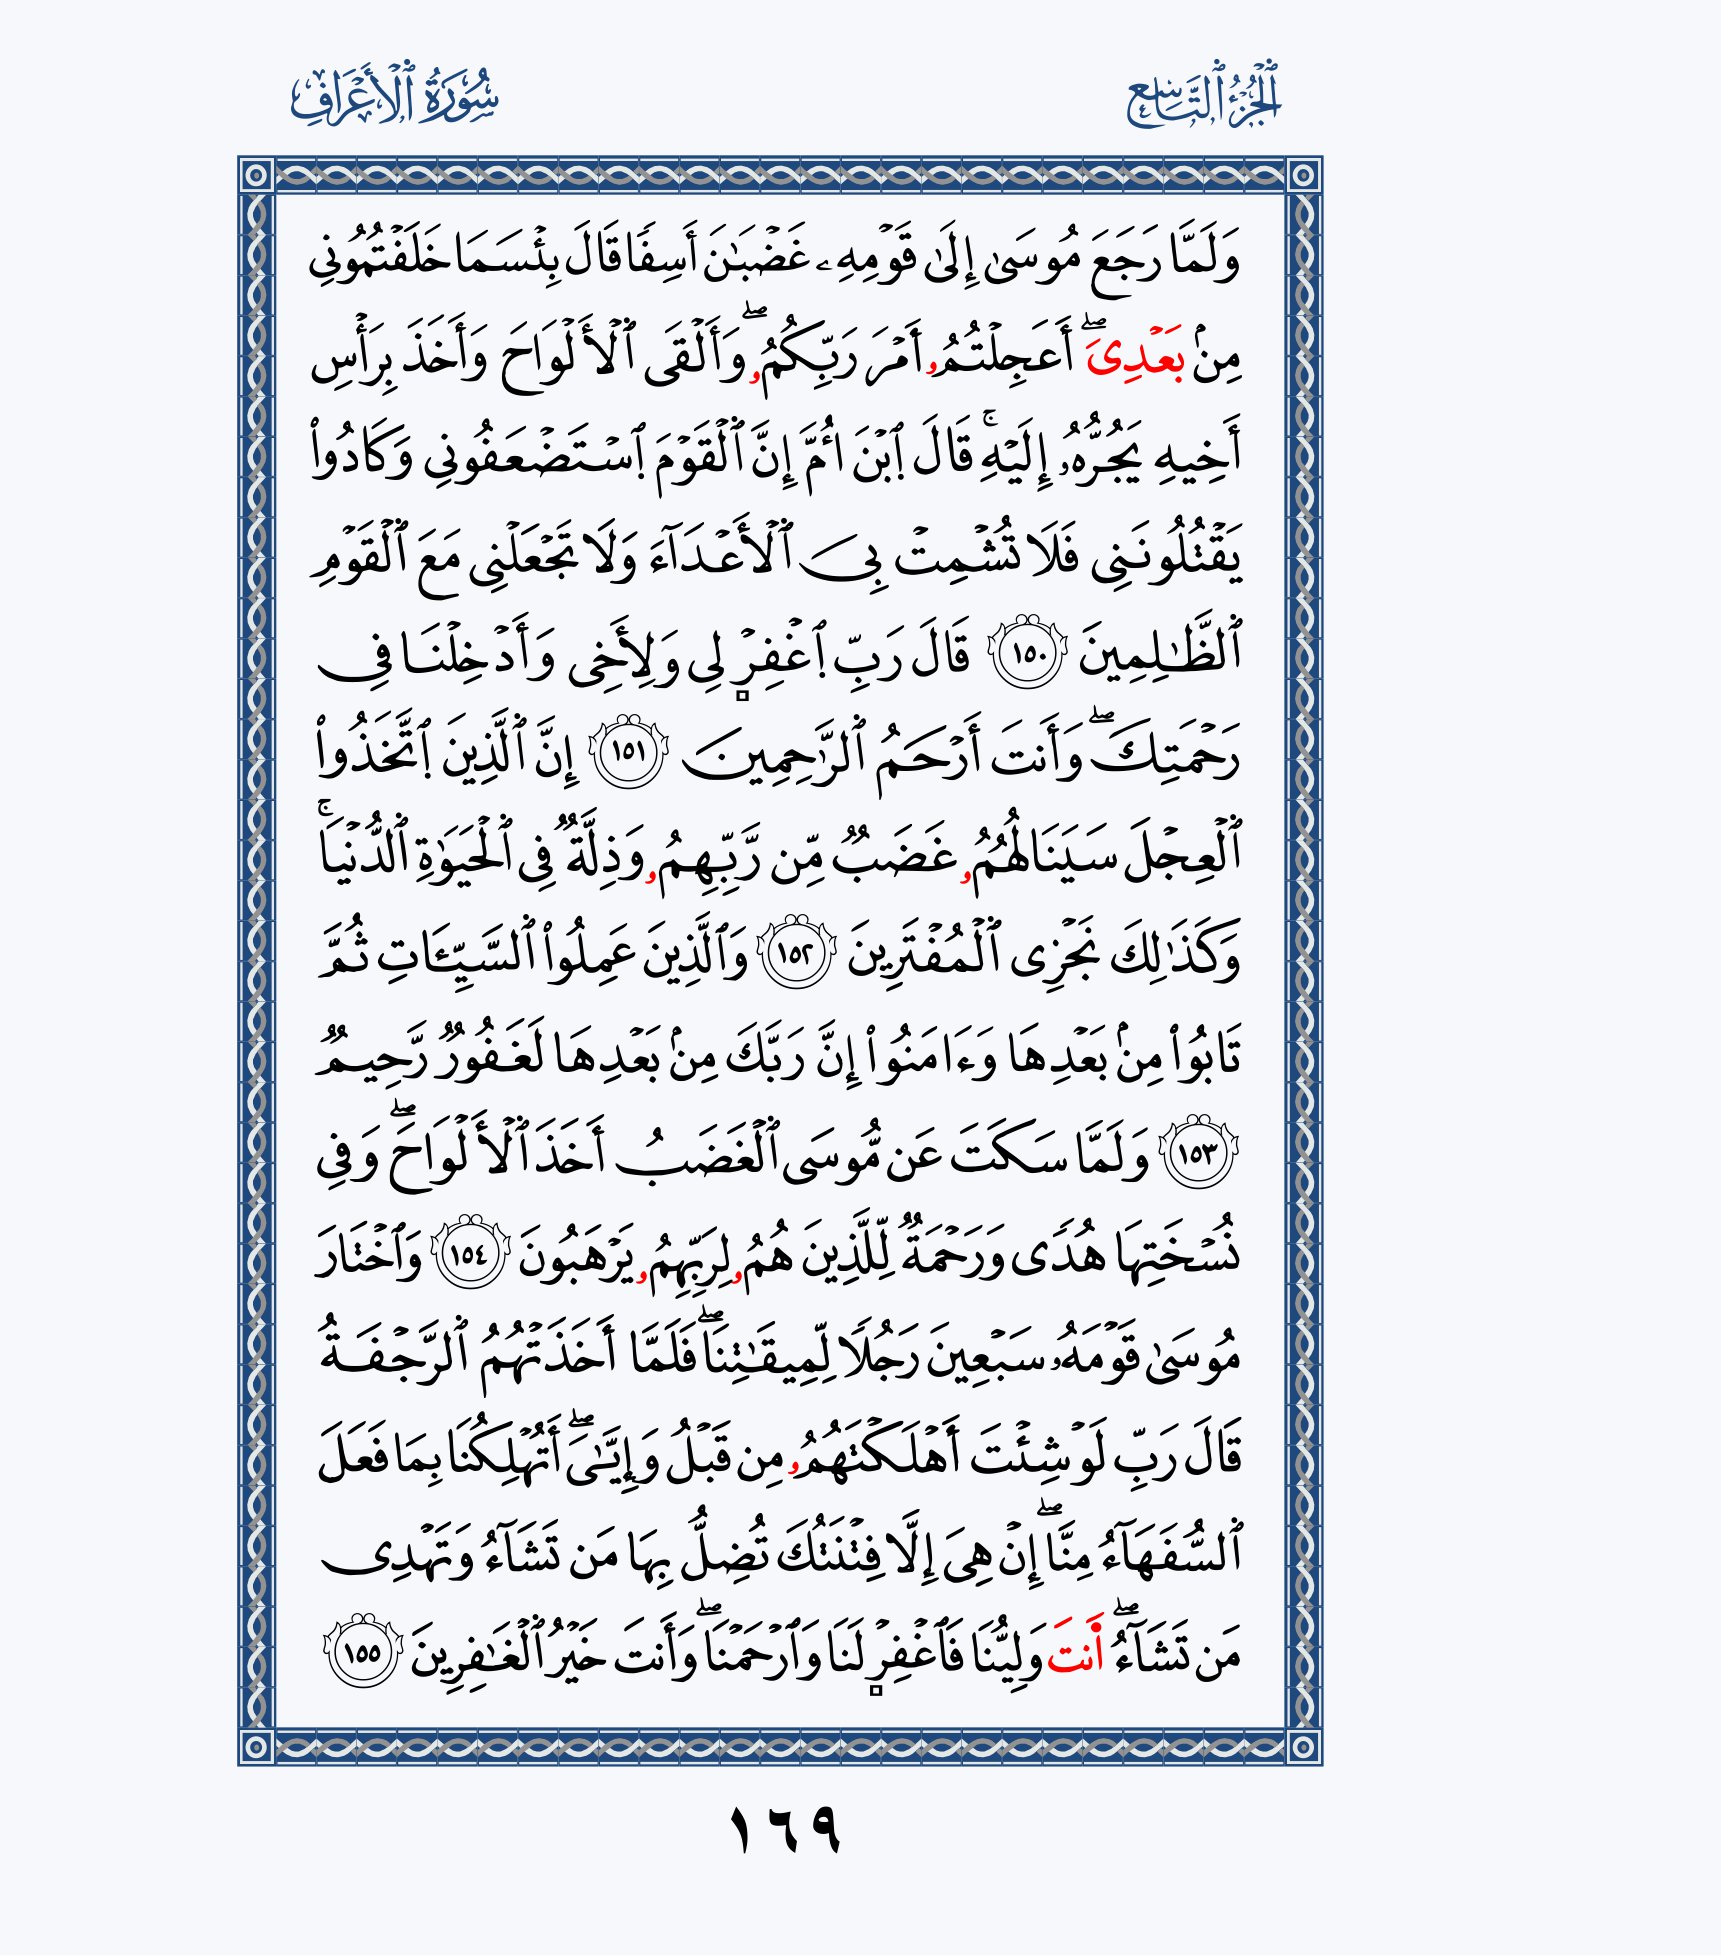 ٱلْجُزْءُ ٱلتَّاسِع
سُورَةُ ٱلْأَعْرَافِ
وَلَمَّا رَجَعَ مُوسَىٰ إِلَىٰ قَوْمِهِۦ غَضْبَٰنَ أَسِفًا قَالَ بِئْسَمَا خَلَفْتُمُونِي
مِنۢ بَعْدِىَۖ أَعَجِلْتُمُۥ أَمْرَ رَبِّكُمُۥۖ وَأَلْقَى ٱلْأَلْوَاحَ وَأَخَذَ بِرَأْسِ
أَخِيهِ يَجُرُّهُۥ إِلَيْهِۚ قَالَ ٱبْنَ أُمَّ إِنَّ ٱلْقَوْمَ ٱسْتَضْعَفُونِي وَكَادُوا۟
يَقْتُلُونَنِي فَلَا تُشْمِتْ بِيَ ٱلْأَعْدَآءَ وَلَا تَجْعَلْنِي مَعَ ٱلْقَوْمِ
ٱلظَّٰلِمِينَ ١٥٠ قَالَ رَبِّ ٱغْفِرْ لِي وَلِأَخِي وَأَدْخِلْنَا فِي
رَحْمَتِكَۖ وَأَنتَ أَرْحَمُ ٱلرَّٰحِمِينَ ١٥١ إِنَّ ٱلَّذِينَ ٱتَّخَذُوا۟
ٱلْعِجْلَ سَيَنَالُهُمُۥ غَضَبٌ مِّن رَّبِّهِمُۥ وَذِلَّةٌ فِي ٱلْحَيَوٰةِ ٱلدُّنْيَاۚ
وَكَذَٰلِكَ نَجْزِي ٱلْمُفْتَرِينَ ١٥٢ وَٱلَّذِينَ عَمِلُوا۟ ٱلسَّيِّـَٔاتِ ثُمَّ
تَابُوا۟ مِنۢ بَعْدِهَا وَءَامَنُوا۟ إِنَّ رَبَّكَ مِنۢ بَعْدِهَا لَغَفُورٌ رَّحِيمٌ
١٥٣ وَلَمَّا سَكَتَ عَن مُّوسَى ٱلْغَضَبُ أَخَذَ ٱلْأَلْوَاحَۖ وَفِي
نُسْخَتِهَا هُدًى وَرَحْمَةٌ لِّلَّذِينَ هُمُۥ لِرَبِّهِمُۥ يَرْهَبُونَ ١٥٤ وَٱخْتَارَ
مُوسَىٰ قَوْمَهُۥ سَبْعِينَ رَجُلًا لِّمِيقَٰتِنَاۖ فَلَمَّا أَخَذَتْهُمُ ٱلرَّجْفَةُ
قَالَ رَبِّ لَوْ شِئْتَ أَهْلَكْتَهُمُۥ مِن قَبْلُ وَإِيَّٰىَۖ أَتُهْلِكُنَا بِمَا فَعَلَ
ٱلسُّفَهَآءُ مِنَّاۖ إِنْ هِيَ إِلَّا فِتْنَتُكَ تُضِلُّ بِهَا مَن تَشَآءُ وَتَهْدِي
مَن تَشَآءُۖ أَنتَ وَلِيُّنَا فَٱغْفِرْ لَنَا وَٱرْحَمْنَاۖ وَأَنتَ خَيْرُ ٱلْغَٰفِرِينَ ١٥٥
١٦٩